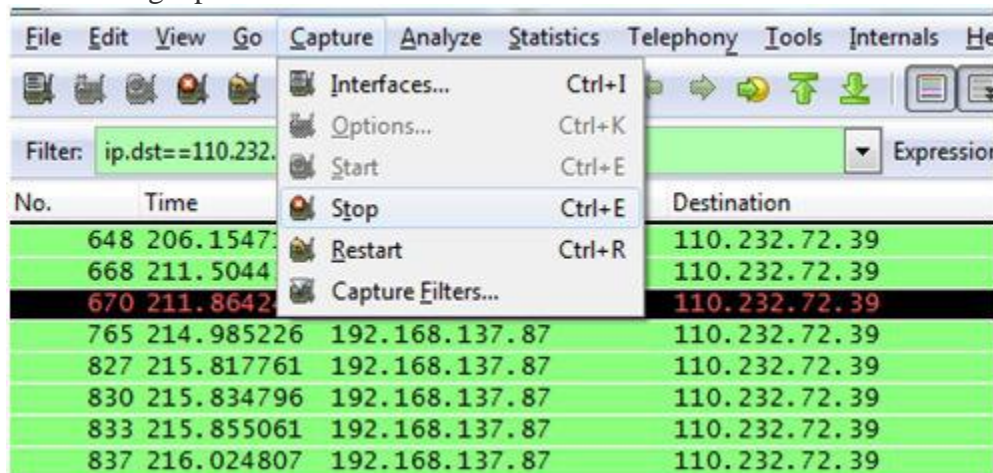 File Edit View Go Capture Analyze Statistics Telephony Tools Internals He
Interfaces... Ctrl+I
Options... Ctrl+K
Filter: ip.dst==110.232. Expression
Start Ctrl+E
No. Time Stop Ctrl+E Destination
648 206.1547 110.232.72.39
Restart Ctrl+R
668 211.5044 110.232.72.39
Capture Filters...
670 211.8642 110.232.72.39
765 214.985226 192.168.137.87 110.232.72.39
827 215.817761 192.168.137.87 110.232.72.39
830 215.834796 192.168.137.87 110.232.72.39
833 215.855061 192.168.137.87 110.232.72.39
837 216.024807 192.168.137.87 110.232.72.39